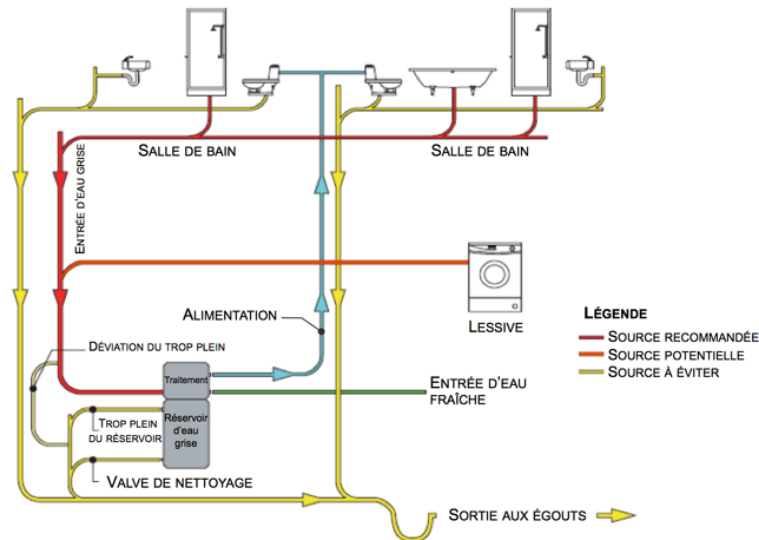 SALLE DE BAIN
SALLE DE BAIN
ENTRÉE D'EAU GRISE
LESSIVE
ALIMENTATION
LÉGENDE
SOURCE RECOMMANDÉE
SOURCE POTENTIELLE
SOURCE À ÉVITER
DÉVIATION DU TROP PLEIN
Traitement
ENTRÉE D'EAU
FRAÎCHE
TROP PLEIN
DU RÉSERVOIR
Réservoir
d'eau
grise
VALVE DE NETTOYAGE
SORTIE AUX ÉGOUTS